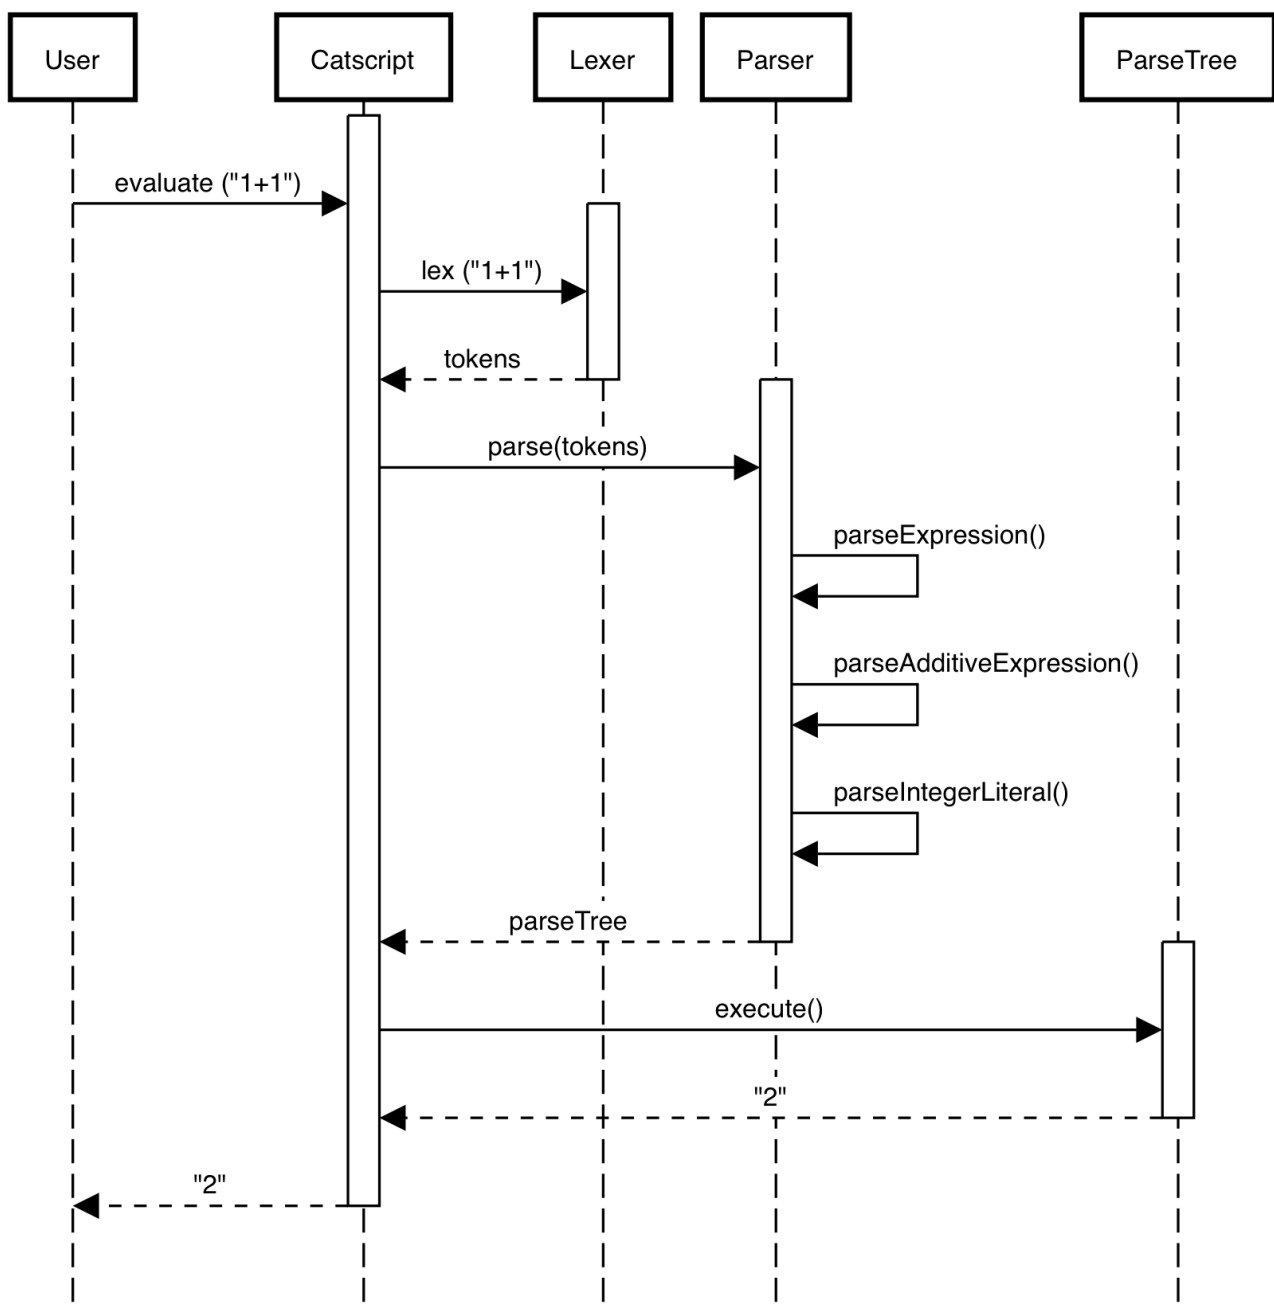 User
Catscript
Lexer
Parser
ParseTree
evaluate ("1+1")
lex ("1+1")
tokens
parse(tokens)
parseExpression()
parseAdditiveExpression()
parseIntegerLiteral()
parseTree
execute()
"2"
"2"